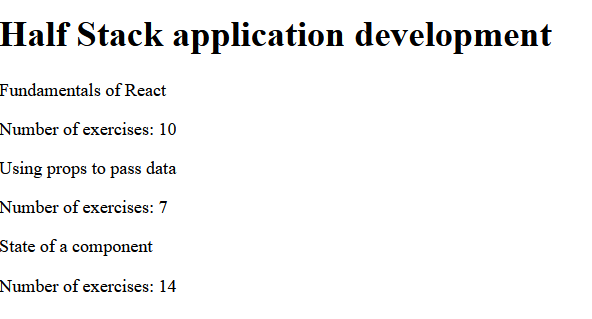 Half Stack application development
Fundamentals of React
Number of exercises: 10
Using props to pass data
Number of exercises: 7
State of a component
Number of exercises: 14